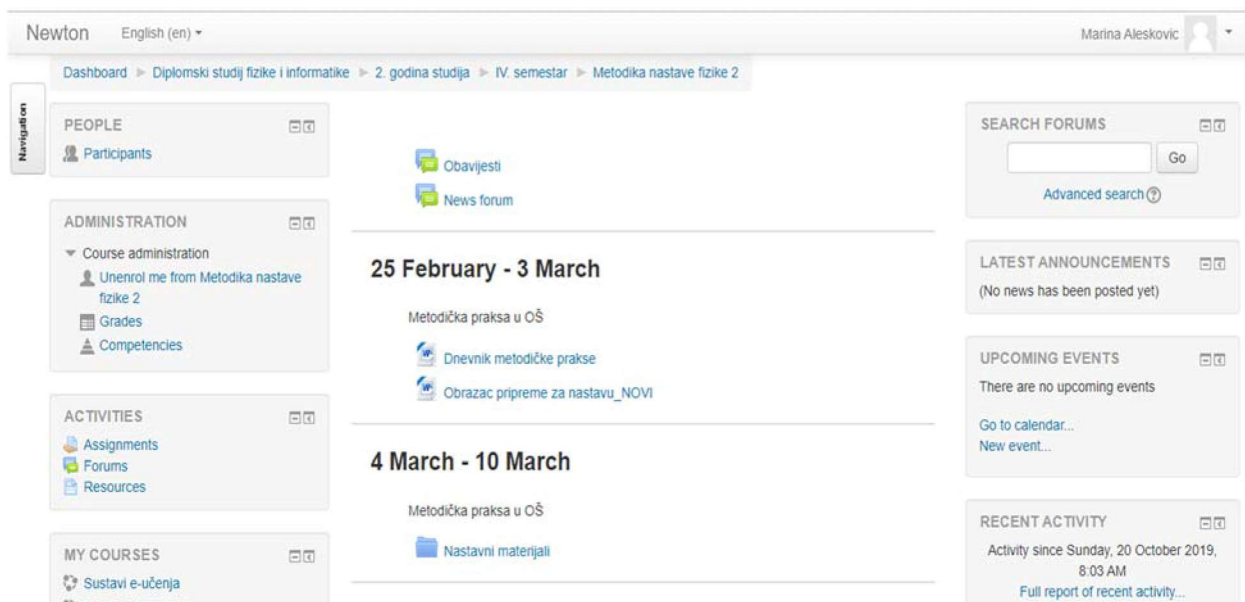 Newton English (en)
Marina Aleskovic
Dashboard Diplomski studij fizike i informatike 2. godina studija IV. semestar Metodika nastave fizike 2
Navigation
PEOPLE
Participants
ADMINISTRATION
Course administration
Unenrol me from Metodika nastave
fizike 2
Grades
Competencies
ACTIVITIES
Assignments
Forums
Resources
MY COURSES
Sustavi e-učenja
Obavijesti
News forum
25 February - 3 March
Metodička praksa u OŠ
Dnevnik metodičke prakse
Obrazac pripreme za nastavu_NOVI
4 March - 10 March
Metodička praksa u OŠ
Nastavni materijali
SEARCH FORUMS
Go
Advanced search
LATEST ANNOUNCEMENTS
(No news has been posted yet)
UPCOMING EVENTS
There are no upcoming events
Go to calendar...
New event...
RECENT ACTIVITY
Activity since Sunday, 20 October 2019,
8:03 AM
Full report of recent activity...